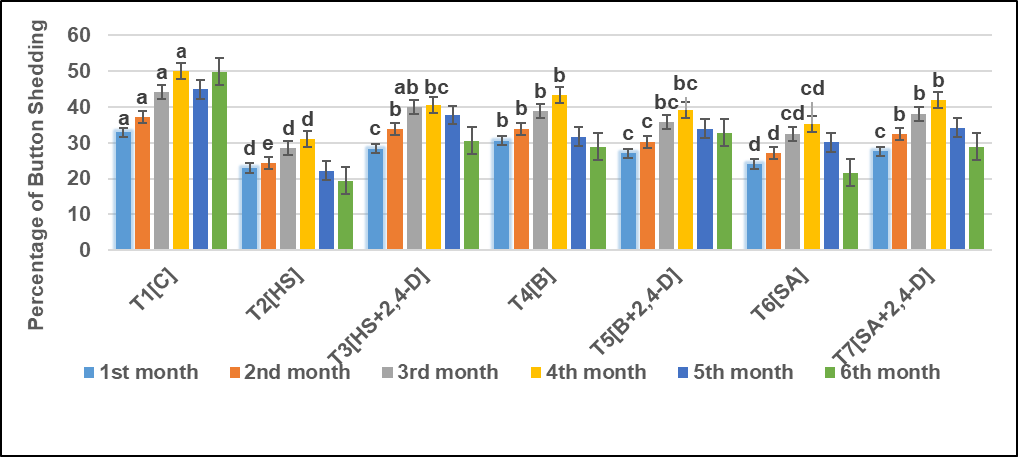 Percentage of Button Shedding
60
50
40
30
20
10
0
a a a a
d e d d
c b ab bc
b b b b
c c bc bc
d d cd cd
c b b b
T1[C]
T2[HS]
T3[HS+2,4-D]
T4[B]
T5[B+2,4-D]
T6[SA]
T7[SA+2,4-D]
1st month 2nd month 3rd month 4th month 5th month 6th month